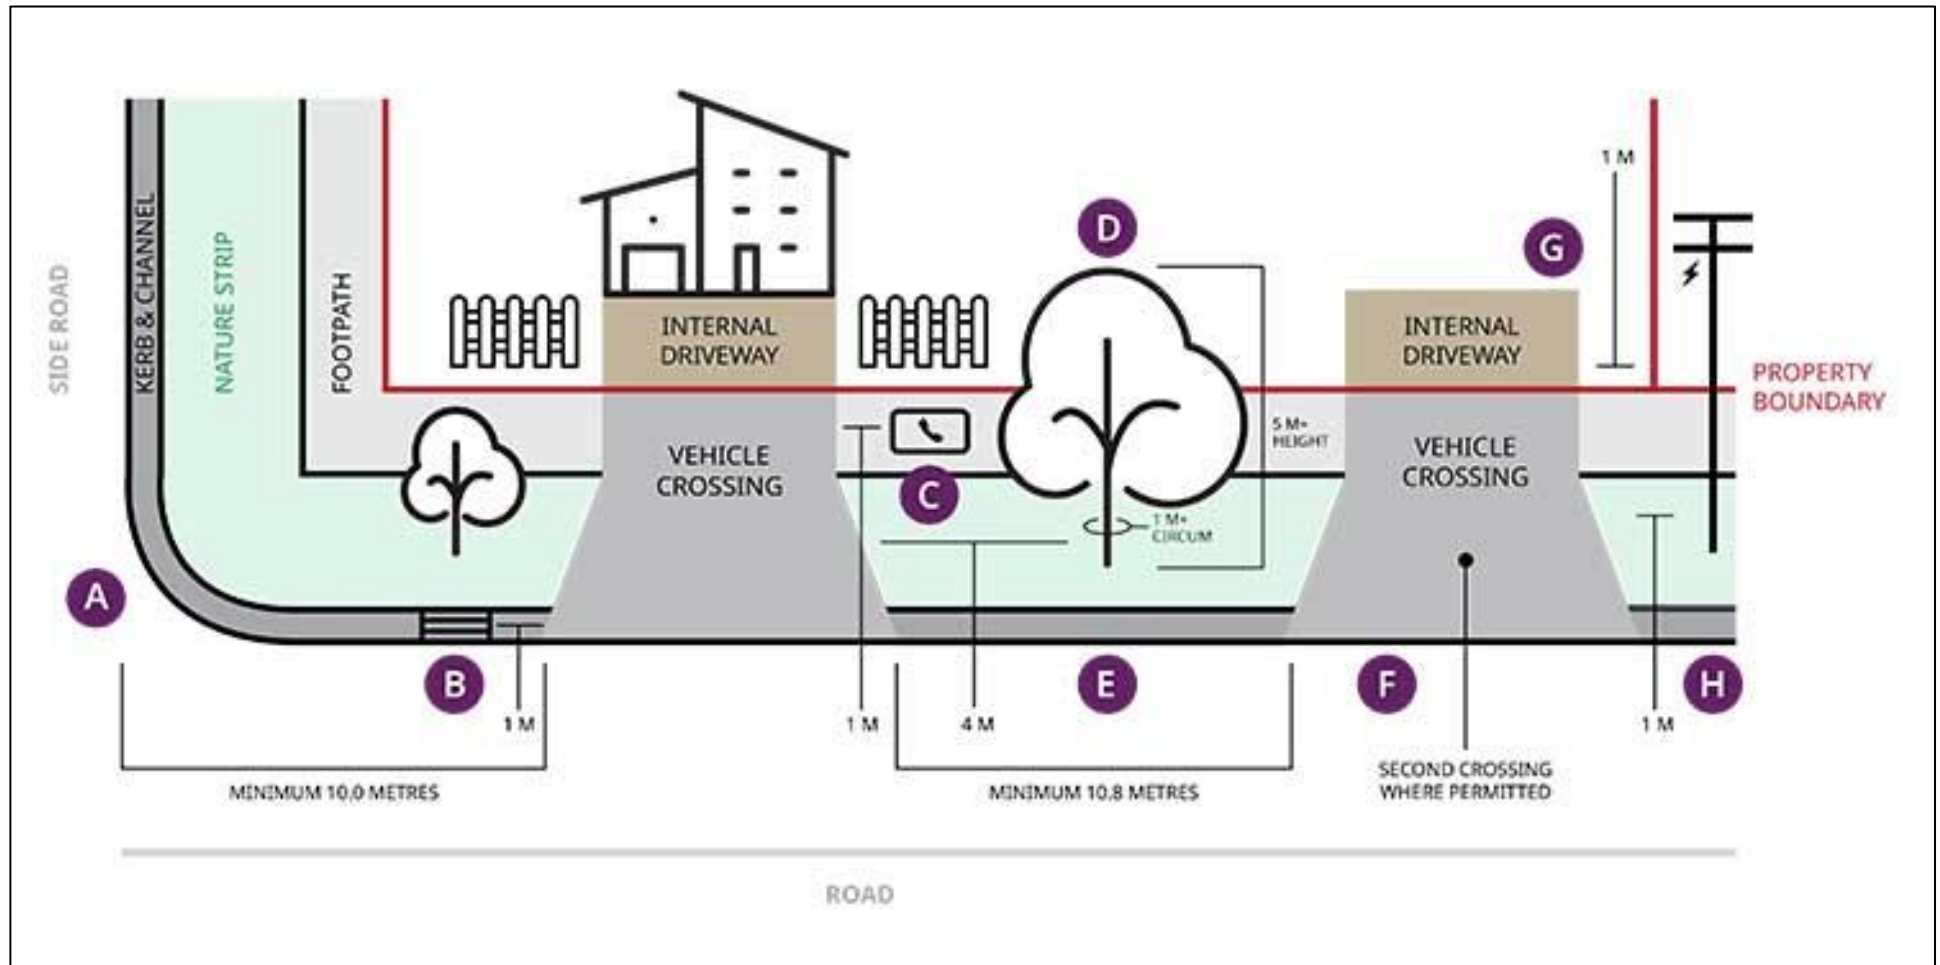 SIDE ROAD
KERB & CHANNEL
NATURE STRIP
FOOTPATH
INTERNAL
DRIVEWAY
VEHICLE
CROSSING
A
B
C
D
E
F
G
H
1 M
MINIMUM 10,0 METRES
1 M
4 M
5 M+
HEIGHT
1 M+
CIRCUM
MINIMUM 10.8 METRES
INTERNAL
DRIVEWAY
VEHICLE
CROSSING
SECOND CROSSING
WHERE PERMITTED
1 M
1 M
PROPERTY
BOUNDARY
ROAD